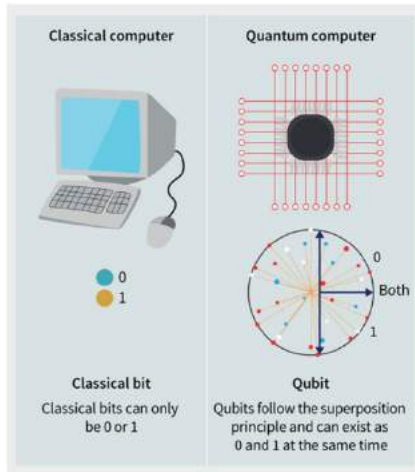 Classical computer
Quantum computer
0
1
0
Both
1
Classical bit
Classical bits can only
be 0 or 1
Qubit
Qubits follow the superposition
principle and can exist as
0 and 1 at the same time